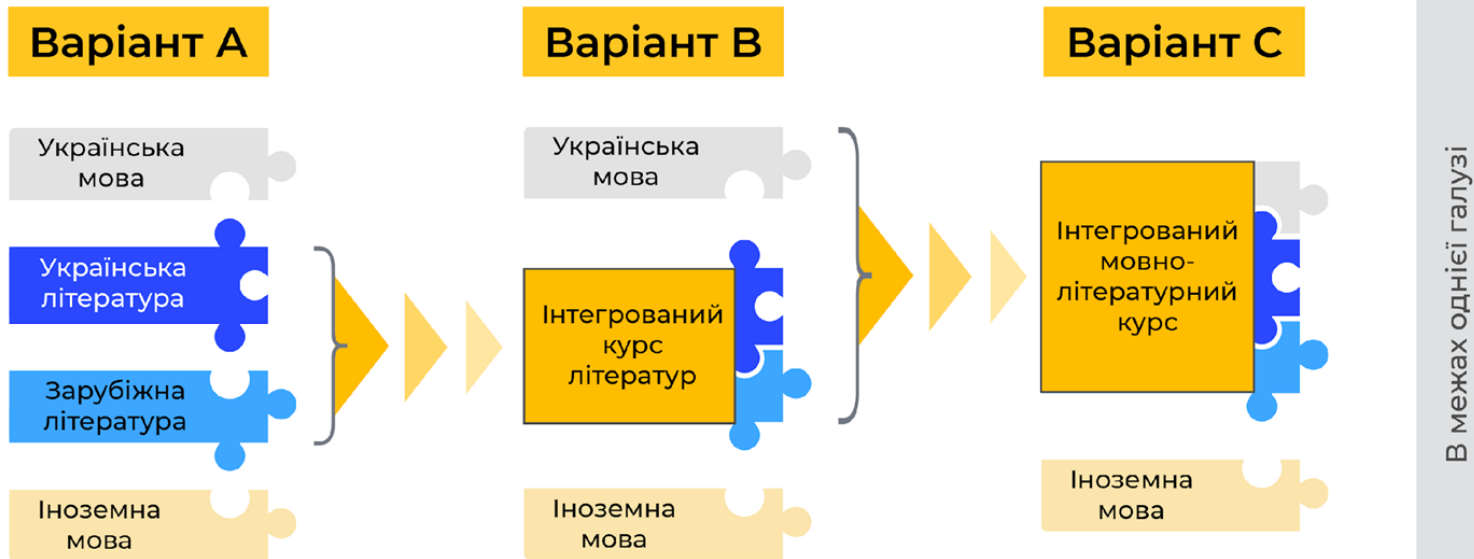 Варіант A
Українська
мова
Українська
література
Зарубіжна
література
Іноземна
мова
Варіант B
Українська
мова
Інтегрований
курс
літератур
Іноземна
мова
Варіант C
Інтегрований
мовно-
літературний
курс
Іноземна
мова
В межах однієї галузі